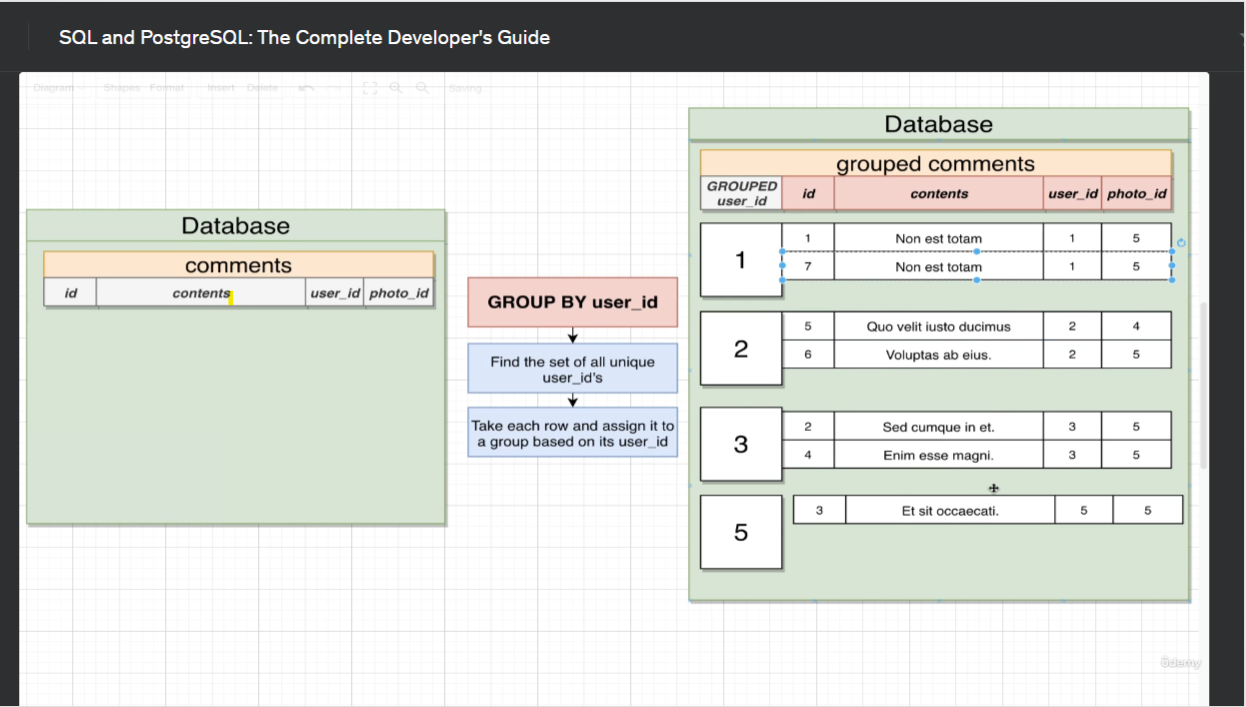 SQL and PostgreSQL: The Complete Developer's Guide
Diagram Shapes Format Insert Delete Saving...
Database
comments
id contents user_id photo_id
GROUP BY user_id
Find the set of all unique
user_id's
Take each row and assign it to
a group based on its user_id
Database
grouped comments
GROUPED
user_id
id contents user_id photo_id
1
1 Non est totam 1 5
7 Non est totam 1 5
2
5 Quo velit iusto ducimus 2 4
6 Voluptas ab eius. 2 5
3
2 Sed cumque in et. 3 5
4 Enim esse magni. 3 5
5
3 Et sit occaecati. 5 5
ûdemy